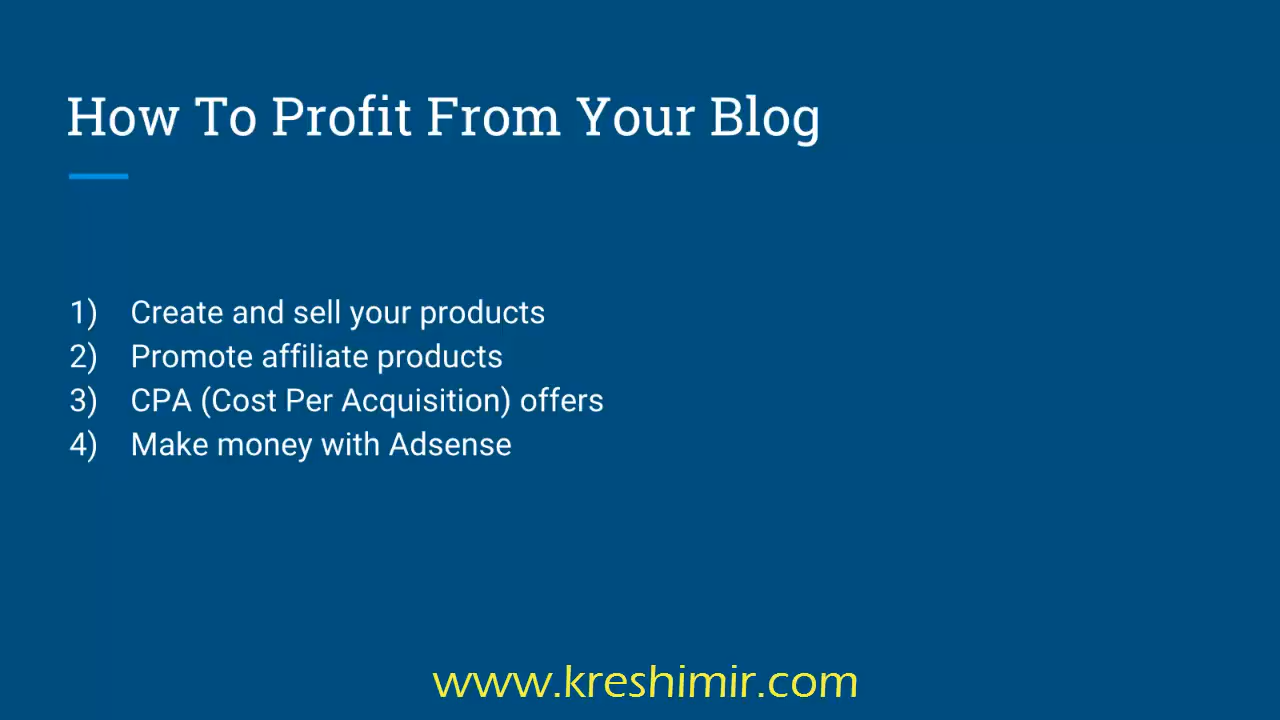 How To Profit From Your Blog
1) Create and sell your products
2) Promote affiliate products
3) CPA (Cost Per Acquisition) offers
4) Make money with Adsense
www.kreshimir.com